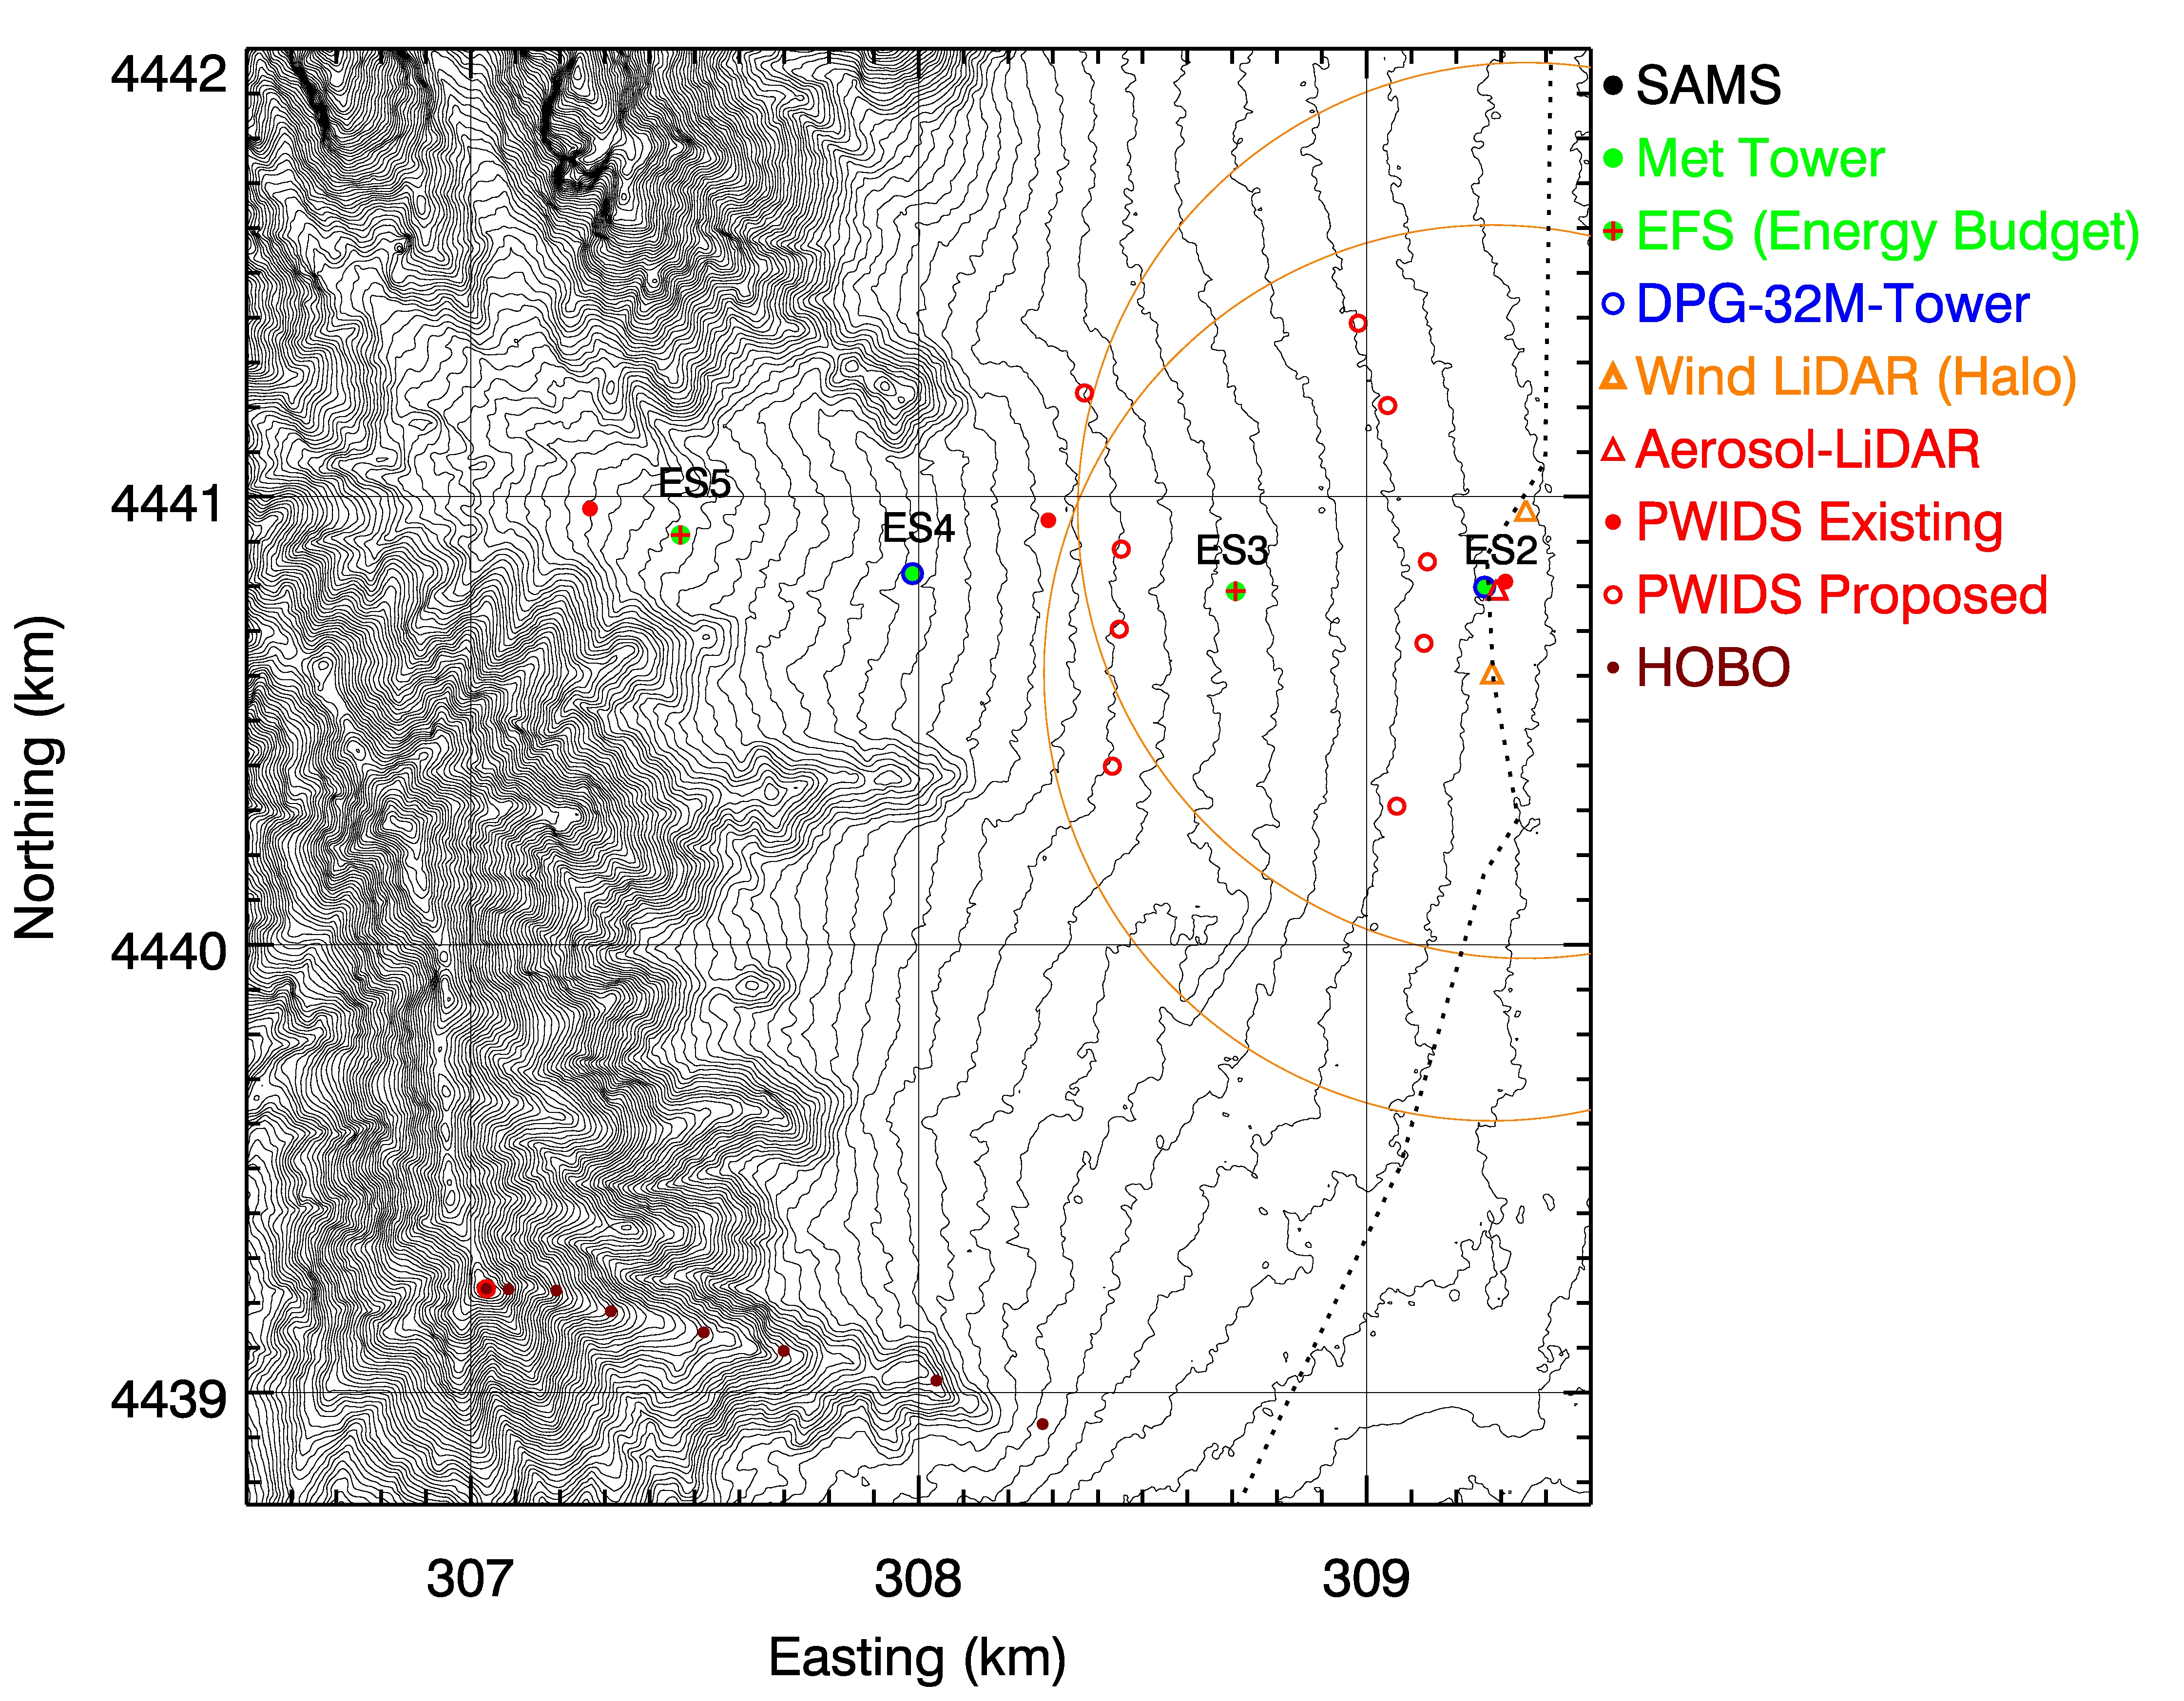 4442
4441
4440
4439
Northing (km)
307
308
309
Easting (km)
ES5
ES4
ES3
ES2
SAMS
Met Tower
EFS (Energy Budget)
DPG-32M-Tower
Wind LiDAR (Halo)
Aerosol-LiDAR
PWIDS Existing
PWIDS Proposed
HOBO